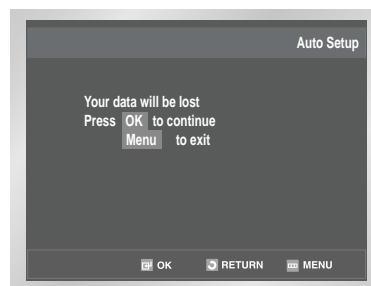 Auto Setup
Your data will be lost
Press OK to continue
Menu to exit
OK RETURN MENU